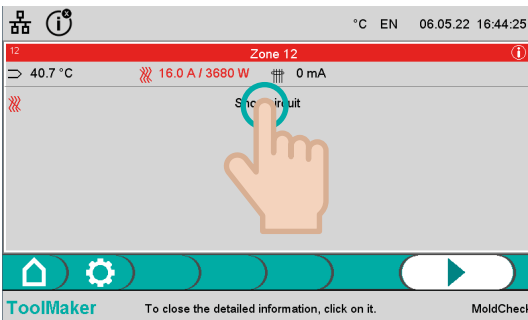 °C EN 06.05.22 16:44:25
12 Zone 12
40.7 °C 16.0 A / 3680 W 0 mA
ToolMaker To close the detailed information, click on it. MoldCheck